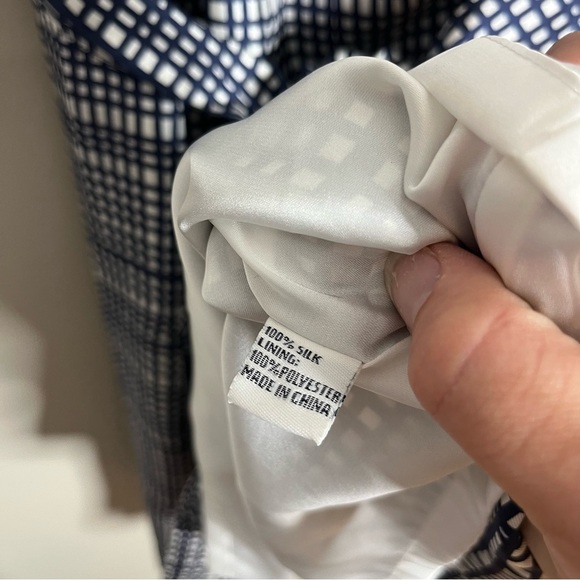 100% SILK
LINING:
100% POLYESTER
MADE IN CHINA